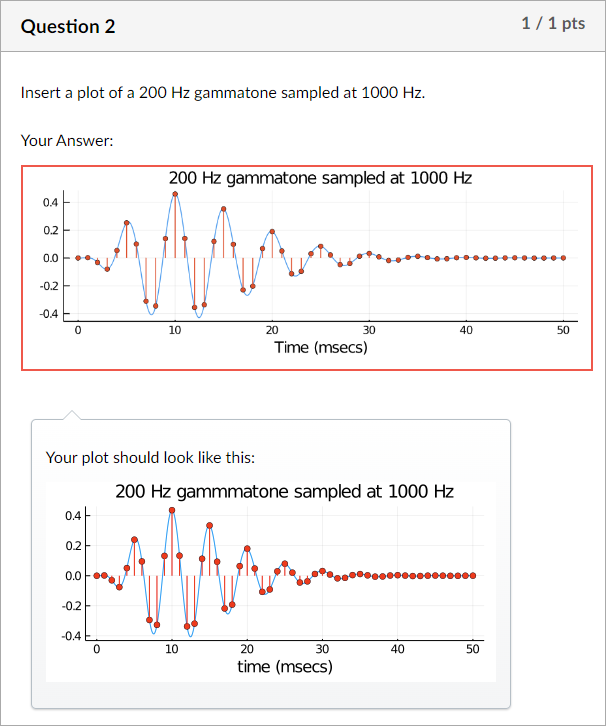 Question 2
1 / 1 pts
Insert a plot of a 200 Hz gammatone sampled at 1000 Hz.
Your Answer:
200 Hz gammatone sampled at 1000 Hz
0.4
0.2
0.0
-0.2
-0.4
0 10 20 30 40 50
Time (msecs)
Your plot should look like this:
200 Hz gammmatone sampled at 1000 Hz
0.4
0.2
0.0
-0.2
-0.4
0 10 20 30 40 50
time (msecs)